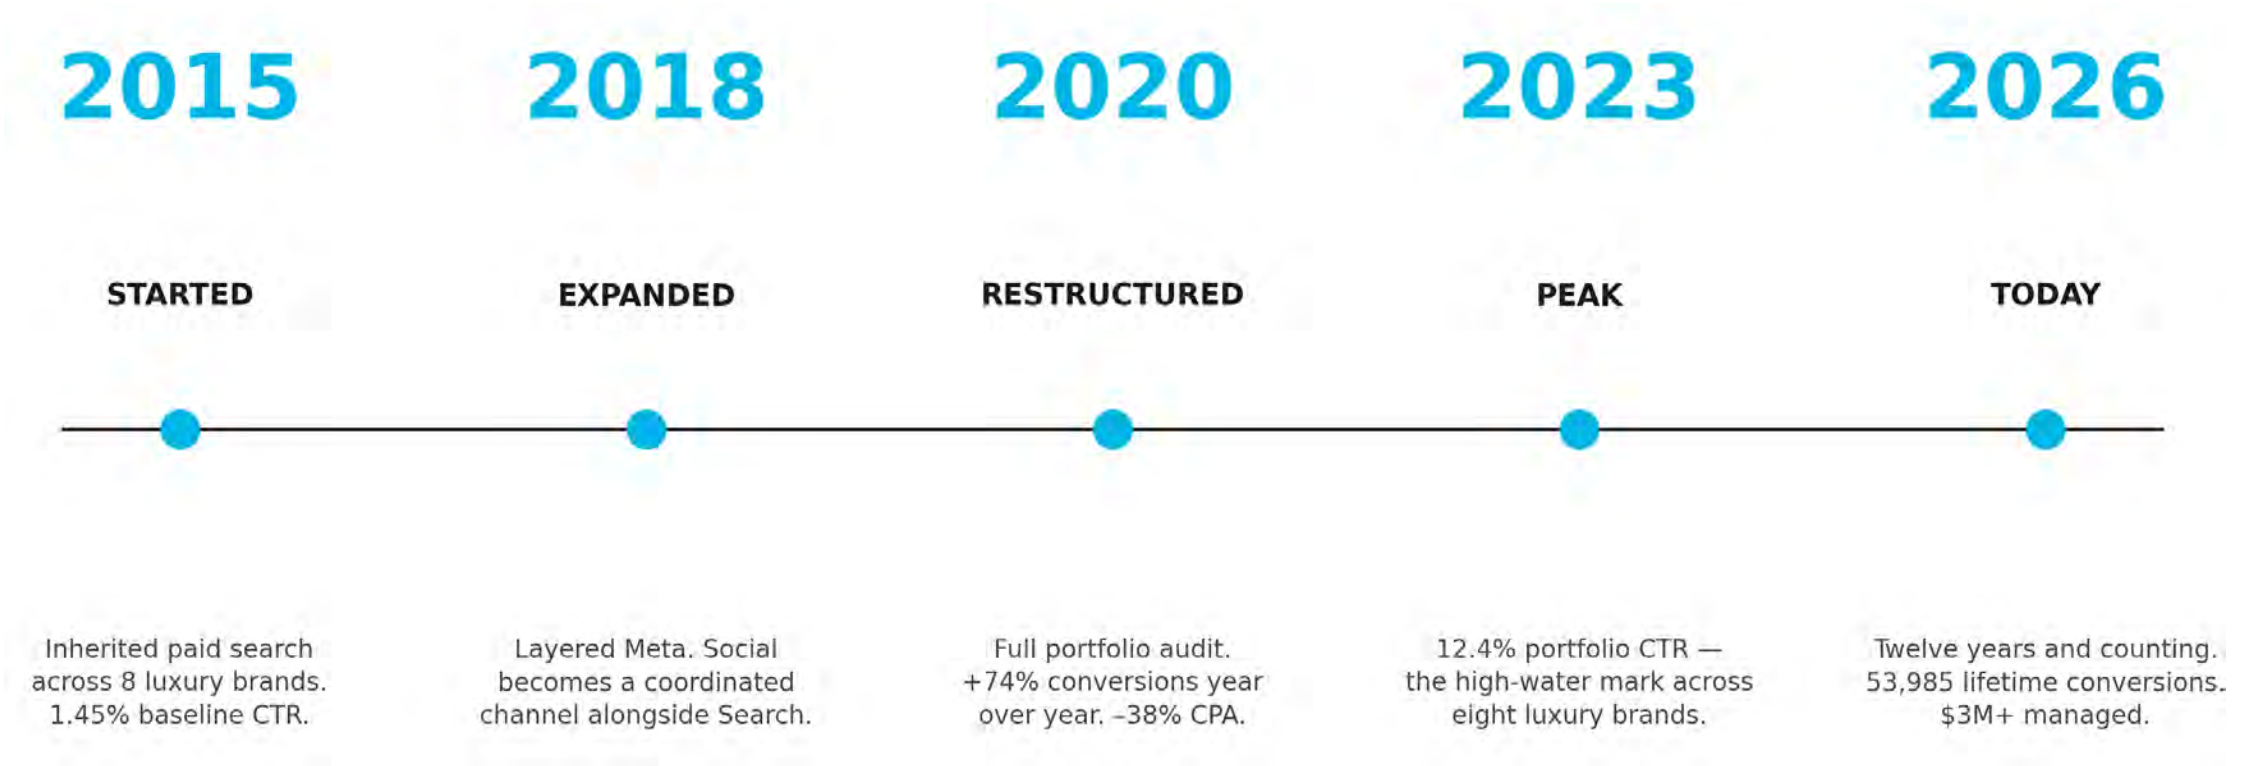 2015
STARTED
Inherited paid search
across 8 luxury brands.
1.45% baseline CTR.
2018
EXPANDED
Layered Meta. Social
becomes a coordinated
channel alongside Search.
2020
RESTRUCTURED
Full portfolio audit.
+74% conversions year
over year. –38% CPA.
2023
PEAK
12.4% portfolio CTR —
the high-water mark across
eight luxury brands.
2026
TODAY
Twelve years and counting.
53,985 lifetime conversions.
$3M+ managed.